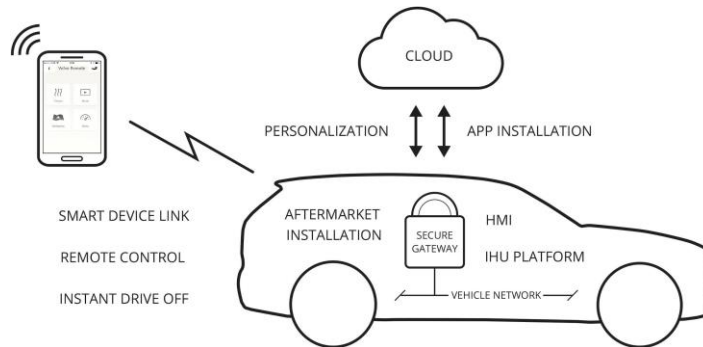 CLOUD
PERSONALIZATION
APP INSTALLATION
SMART DEVICE LINK
REMOTE CONTROL
INSTANT DRIVE OFF
AFTERMARKET
INSTALLATION
SECURE
GATEWAY
HMI
IHU PLATFORM
VEHICLE NETWORK